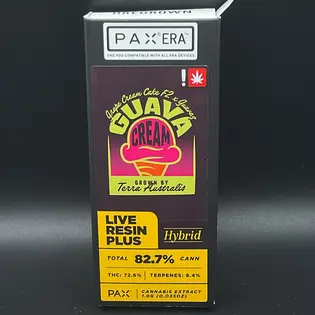 PAX ERA™
ERA POD COMPATIBLE WITH ALL ERA DEVICES
!
Grape Cream Cake F2 x Guava
GUAVA
CREAM
GROWN BY
Terra Australis
LIVE
RESIN
PLUS
Hybrid
TOTAL 82.7% CANN
THC: 73.6% TERPENES: 9.4%
PAX CANNABIS EXTRACT
1.0G (0.035OZ)